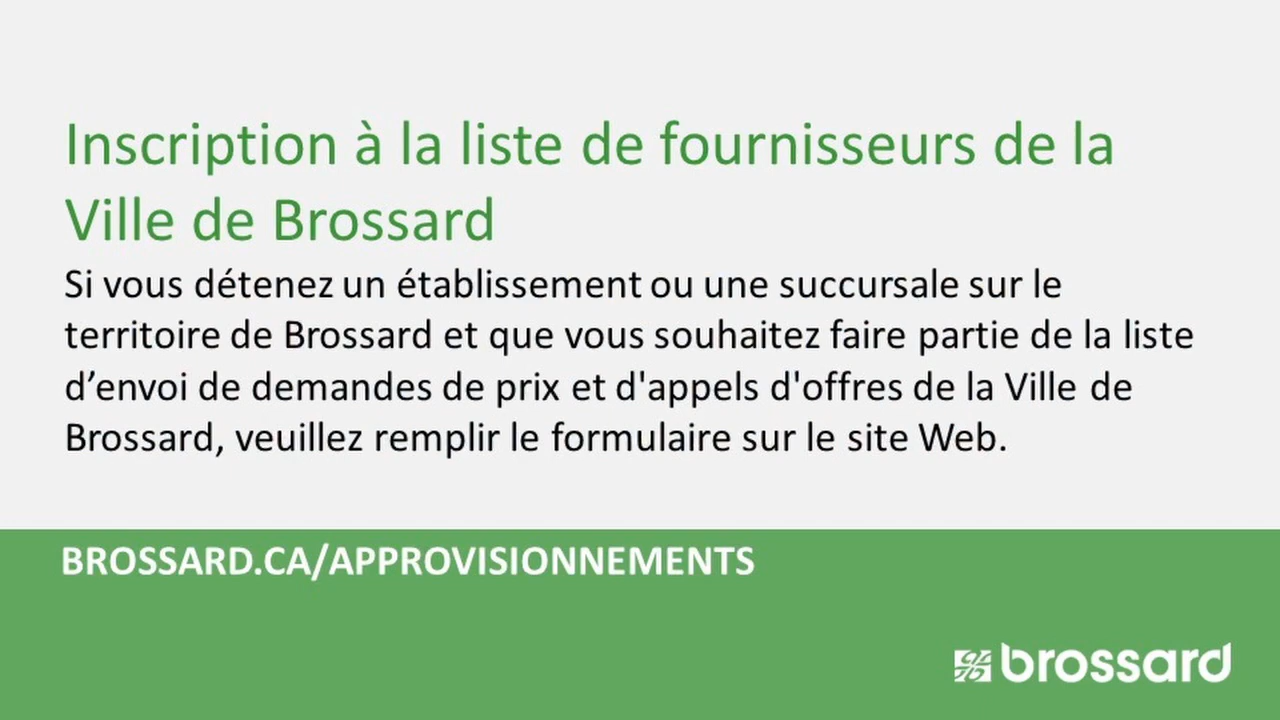 Inscription à la liste de fournisseurs de la
Ville de Brossard
Si vous détenez un établissement ou une succursale sur le
territoire de Brossard et que vous souhaitez faire partie de la liste
d’envoi de demandes de prix et d'appels d'offres de la Ville de
Brossard, veuillez remplir le formulaire sur le site Web.
BROSSARD.CA/APPROVISIONNEMENTS
brossard